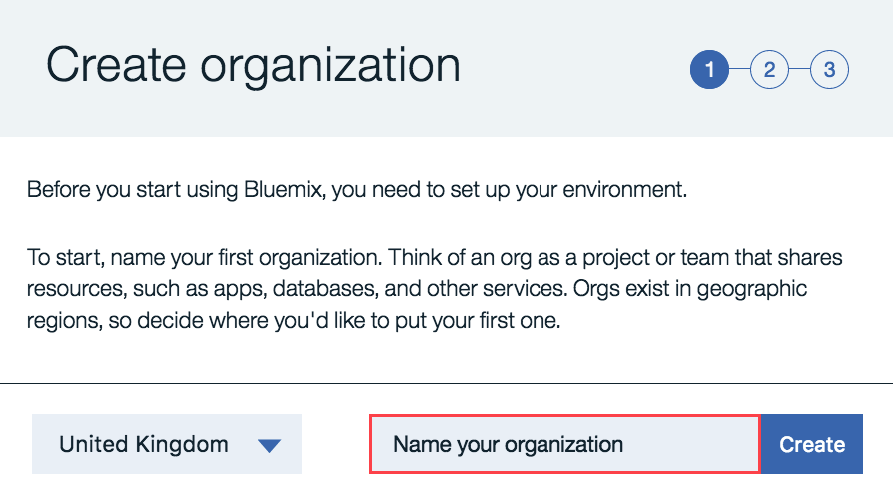 Create organization
1 2 3
Before you start using Bluemix, you need to set up your environment.
To start, name your first organization. Think of an org as a project or team that shares
resources, such as apps, databases, and other services. Orgs exist in geographic
regions, so decide where you'd like to put your first one.
United Kingdom Name your organization Create